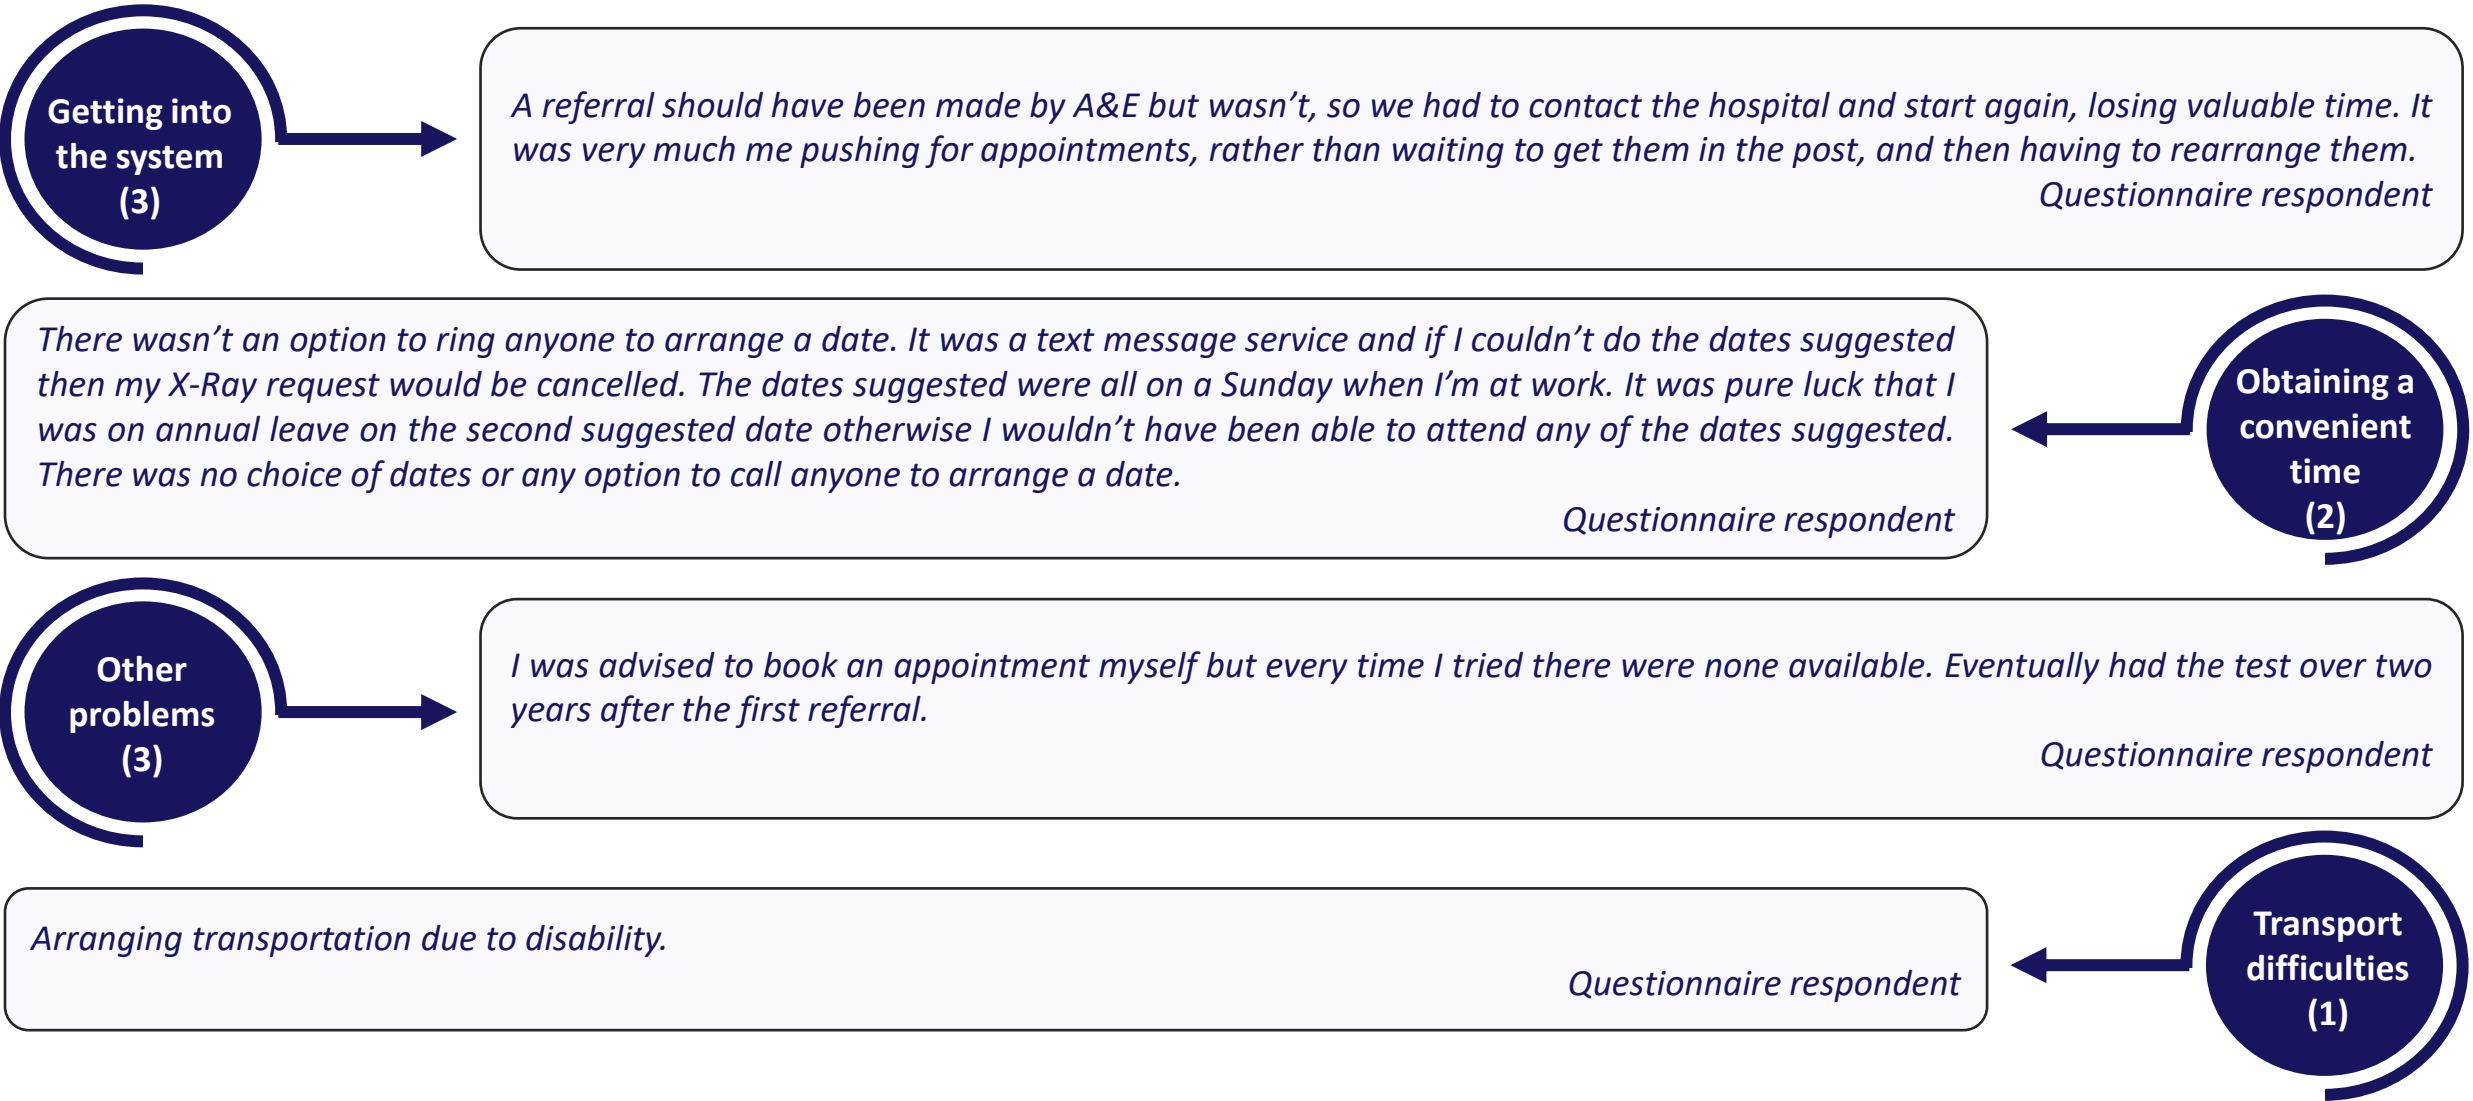 Getting into
the system
(3)
A referral should have been made by A&E but wasn’t, so we had to contact the hospital and start again, losing valuable time. It
was very much me pushing for appointments, rather than waiting to get them in the post, and then having to rearrange them.
Questionnaire respondent
There wasn’t an option to ring anyone to arrange a date. It was a text message service and if I couldn’t do the dates suggested
then my X-Ray request would be cancelled. The dates suggested were all on a Sunday when I’m at work. It was pure luck that I
was on annual leave on the second suggested date otherwise I wouldn’t have been able to attend any of the dates suggested.
There was no choice of dates or any option to call anyone to arrange a date.
Questionnaire respondent
Obtaining a
convenient
time
(2)
Other
problems
(3)
I was advised to book an appointment myself but every time I tried there were none available. Eventually had the test over two
years after the first referral.
Questionnaire respondent
Arranging transportation due to disability.
Questionnaire respondent
Transport
difficulties
(1)